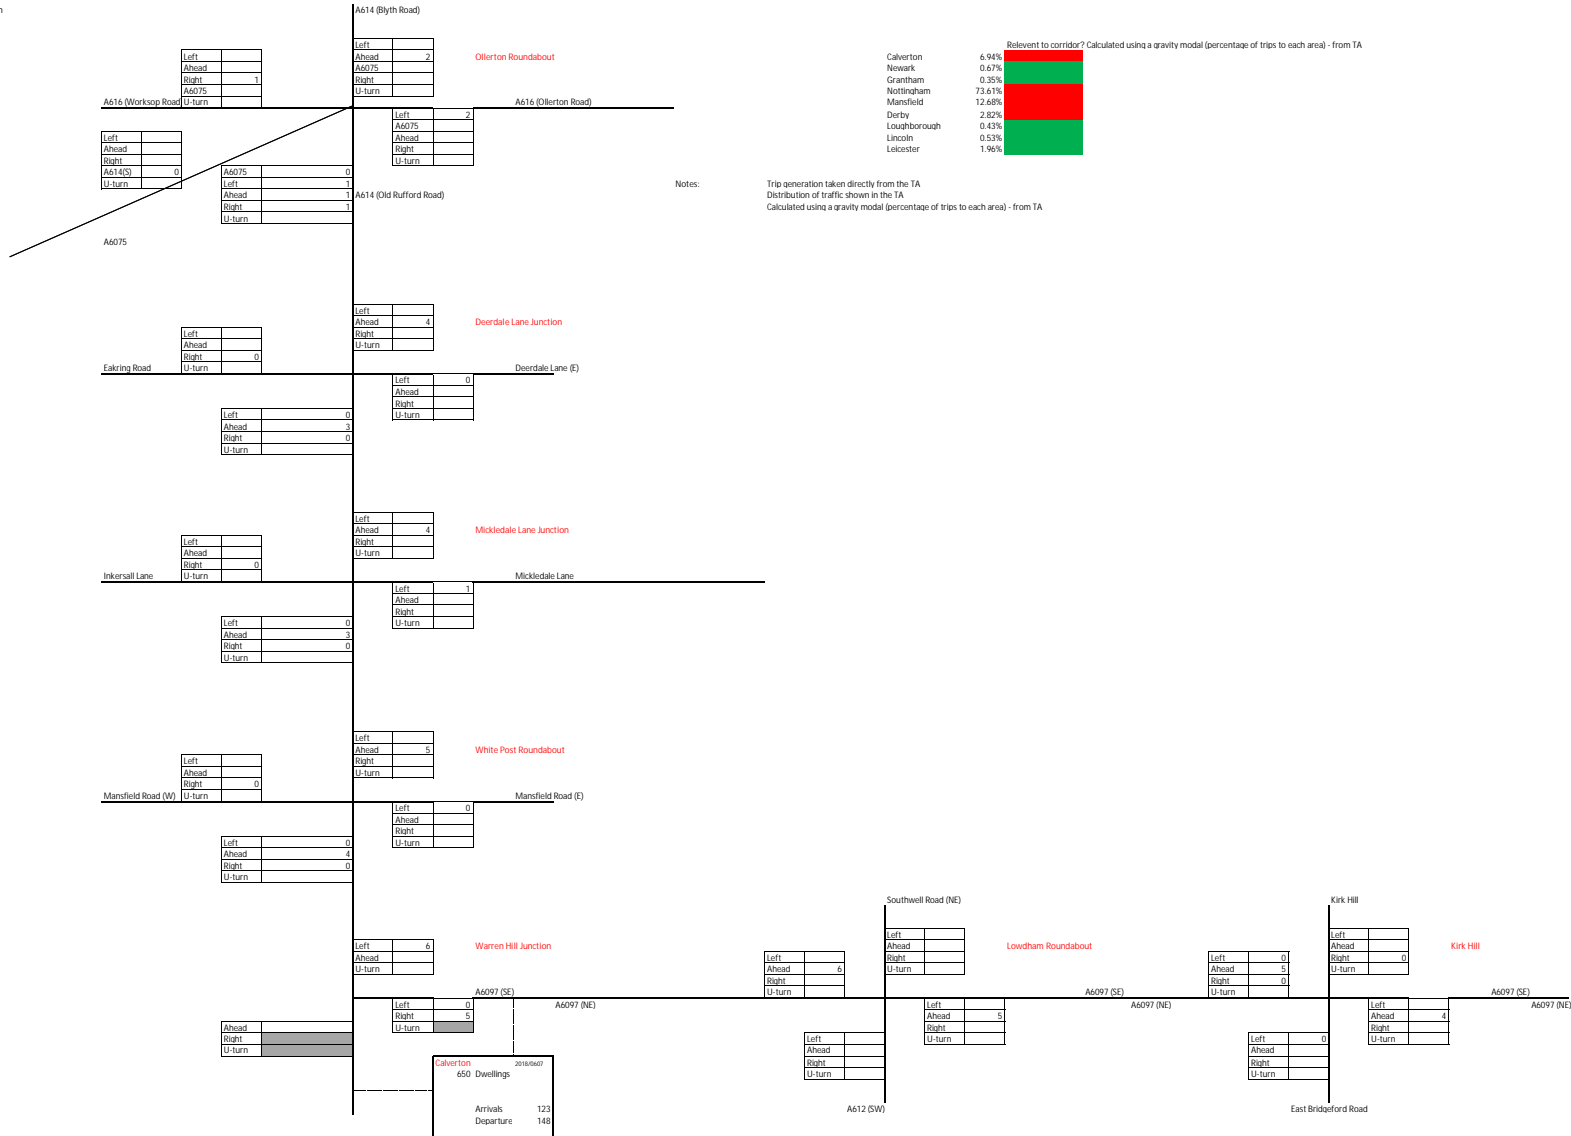 n
A614 (Blyth Road)
Left
Ahead 2
A6075
Right
U-turn
Ollerton Roundabout
Left
Ahead
Right 1
A6075
U-turn
A616 (Worksop Road)
A616 (Ollerton Road)
Left 2
A6075
Ahead
Right
U-turn
Left
Ahead
Right
A614(S) 0
U-turn
A6075 0
Left 1
Ahead 1
Right 1
U-turn
A614 (Old Rufford Road)
A6075
Relevent to corridor? Calculated using a gravity modal (percentage of trips to each area) - from TA
Calverton 6.94%
Newark 0.67%
Grantham 0.35%
Nottingham 73.61%
Mansfield 12.68%
Derby 2.82%
Loughborough 0.43%
Lincoln 0.53%
Leicester 1.96%
Notes: Trip generation taken directly from the TA
Distribution of traffic shown in the TA
Calculated using a gravity modal (percentage of trips to each area) - from TA
Left
Ahead 4
Right
U-turn
Deerdale Lane Junction
Left
Ahead
Right 0
U-turn
Eakring Road
Deerdale Lane (E)
Left 0
Ahead
Right
U-turn
Left 0
Ahead 3
Right 0
U-turn
Left
Ahead 4
Right
U-turn
Mickledale Lane Junction
Left
Ahead
Right 0
U-turn
Inkersall Lane
Mickledale Lane
Left 1
Ahead
Right
U-turn
Left 0
Ahead 3
Right 0
U-turn
Left
Ahead 5
Right
U-turn
White Post Roundabout
Left
Ahead
Right 0
U-turn
Mansfield Road (W)
Mansfield Road (E)
Left 0
Ahead
Right
U-turn
Left 0
Ahead 4
Right 0
U-turn
Left 6
Ahead
U-turn
Warren Hill Junction
A6097 (SE)
A6097 (NE)
Left 0
Right 5
U-turn
Ahead
Right
U-turn
Calverton 2018/0607
650 Dwellings
Arrivals 123
Departure 148
Southwell Road (NE)
Left
Ahead
Right
U-turn
Lowdham Roundabout
Left
Ahead 6
Right
U-turn
A6097 (SE)
A6097 (NE)
Left
Ahead 5
Right
U-turn
Left
Ahead
Right
U-turn
A612 (SW)
Kirk Hill
Left
Ahead
Right 0
U-turn
Kirk Hill
Left 0
Ahead 5
Right 0
U-turn
A6097 (SE)
A6097 (NE)
Left
Ahead 4
Right
U-turn
Left 0
Ahead
Right
U-turn
East Bridgeford Road